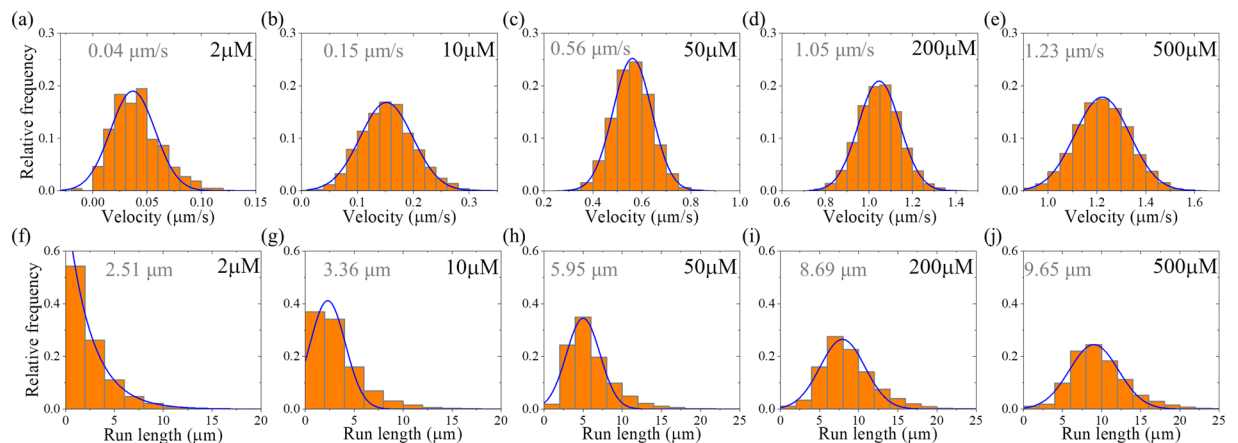 (a) (b) (c) (d) (e)
0.04 μm/s 2μM 0.15 μm/s 10μM 0.56 μm/s 50μM 1.05 μm/s 200μM 1.23 μm/s 500μM
Relative frequency
0.3 0.2 0.1 0.0
0.3 0.2 0.1 0.0
0.3 0.2 0.1 0.0
0.3 0.2 0.1 0.0
0.3 0.2 0.1 0.0
0.00 0.05 0.10 0.15 0.0 0.1 0.2 0.3 0.2 0.4 0.6 0.8 1.0 0.8 1.0 1.2 1.4 1.0 1.2 1.4 1.6
Velocity (μm/s) Velocity (μm/s) Velocity (μm/s) Velocity (μm/s) Velocity (μm/s)
(f) (g) (h) (i) (j)
2.51 μm 2μM 3.36 μm 10μM 5.95 μm 50μM 8.69 μm 200μM 9.65 μm 500μM
Relative frequency
0.6 0.4 0.2 0.0
0.6 0.4 0.2 0.0
0.6 0.4 0.2 0.0
0.6 0.4 0.2 0.0
0.6 0.4 0.2 0.0
0 5 10 15 20 0 5 10 15 20 0 5 10 15 20 25 0 5 10 15 20 25 0 5 10 15 20 25
Run length (μm) Run length (μm) Run length (μm) Run length (μm) Run length (μm)